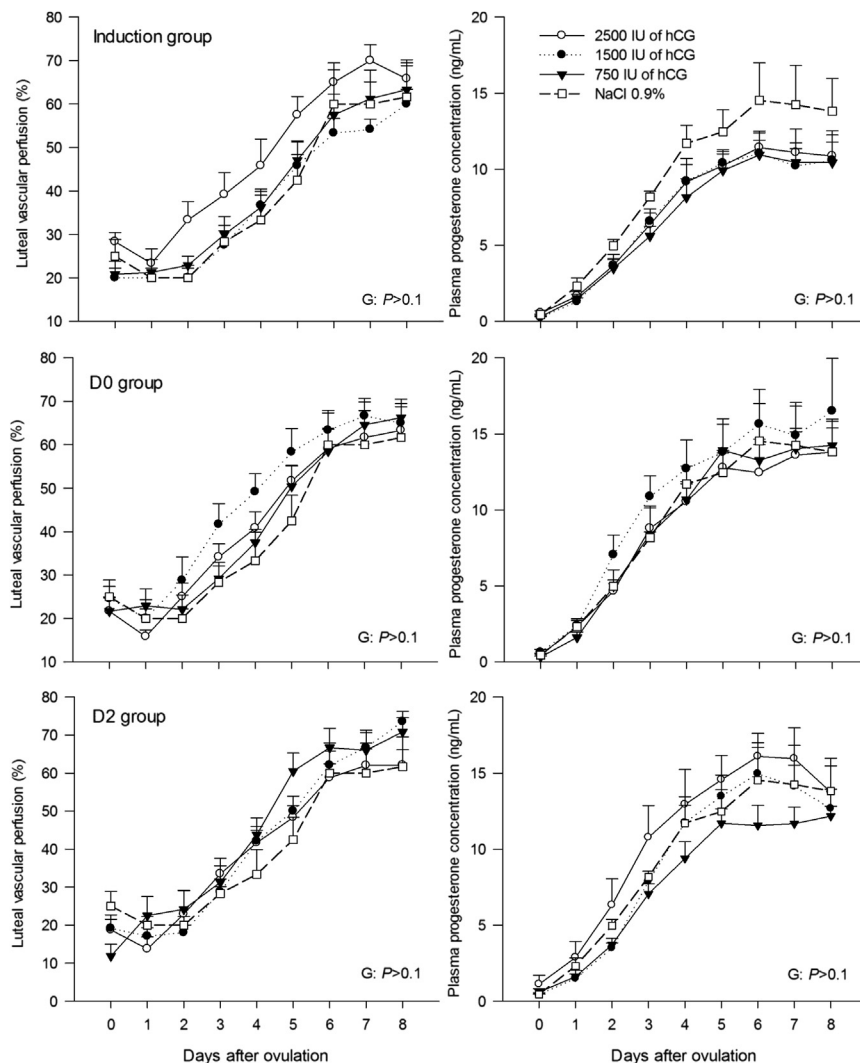 Induction group
Luteal vascular perfusion (%)
80
70
60
50
40
30
20
10
G: P>0.1
Plasma progesterone concentration (ng/mL)
20
15
10
5
0
2500 IU of hCG
1500 IU of hCG
750 IU of hCG
NaCl 0.9%
G: P>0.1
D0 group
Luteal vascular perfusion (%)
80
70
60
50
40
30
20
10
G: P>0.1
Plasma progesterone concentration (ng/mL)
20
15
10
5
0
G: P>0.1
D2 group
Luteal vascular perfusion (%)
80
70
60
50
40
30
20
10
0
G: P>0.1
0 1 2 3 4 5 6 7 8
Days after ovulation
Plasma progesterone concentration (ng/mL)
20
15
10
5
0
G: P>0.1
0 1 2 3 4 5 6 7 8
Days after ovulation